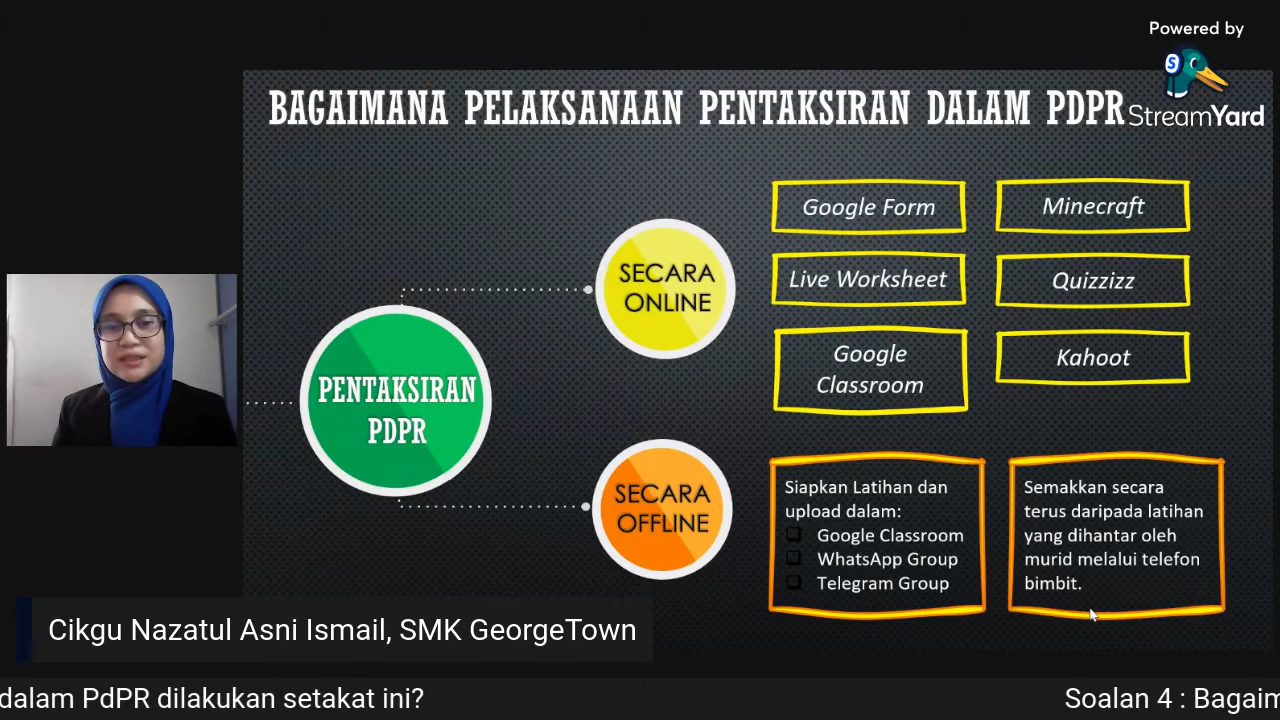 Powered by
StreamYard
BAGAIMANA PELAKSANAAN PENTAKSIRAN DALAM PDPR
PENTAKSIRAN
PDPR
SECARA
ONLINE
Google Form
Minecraft
Live Worksheet
Quizzizz
Google
Classroom
Kahoot
SECARA
OFFLINE
Siapkan Latihan dan
upload dalam:
Google Classroom
WhatsApp Group
Telegram Group
Semakkan secara
terus daripada latihan
yang dihantar oleh
murid melalui telefon
bimbit.
Cikgu Nazatul Asni Ismail, SMK GeorgeTown
dalam PdPR dilakukan setakat ini?
Soalan 4 : Bagaim